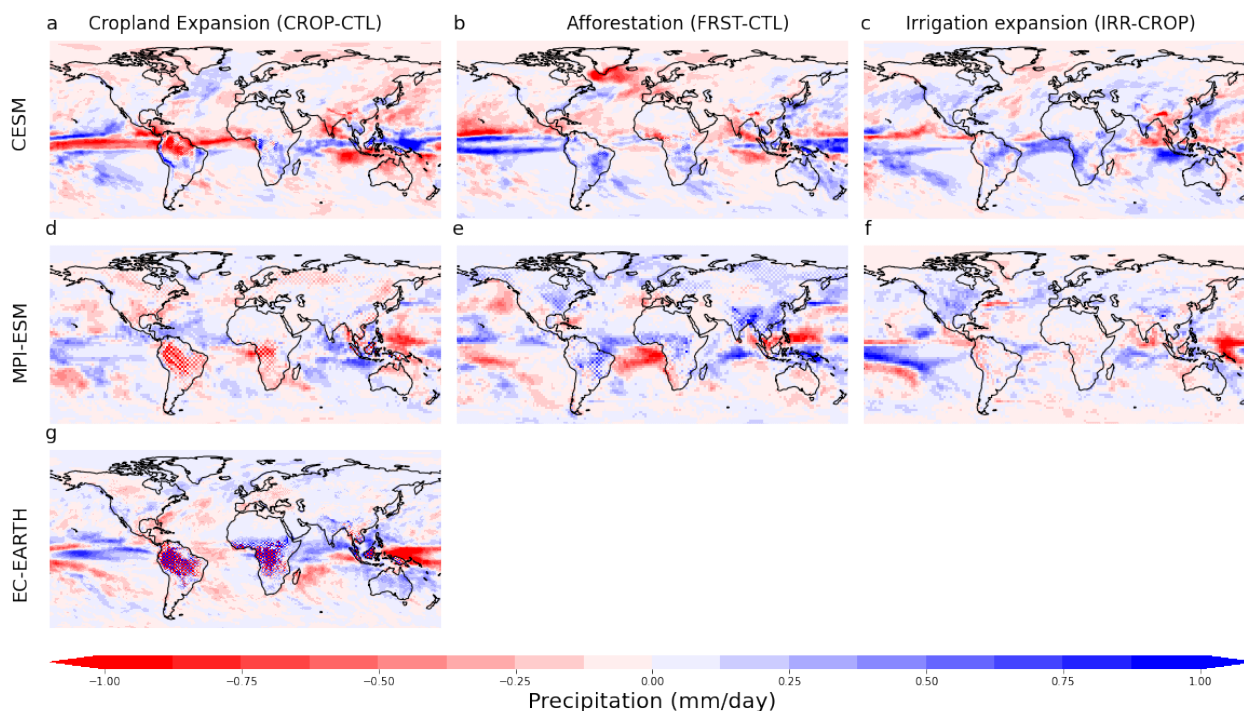 a Cropland Expansion (CROP-CTL)
b Afforestation (FRST-CTL)
c Irrigation expansion (IRR-CROP)
CESM
d
e
f
MPI-ESM
g
EC-EARTH
−1.00 −0.75 −0.50 −0.25 0.00 0.25 0.50 0.75 1.00
Precipitation (mm/day)